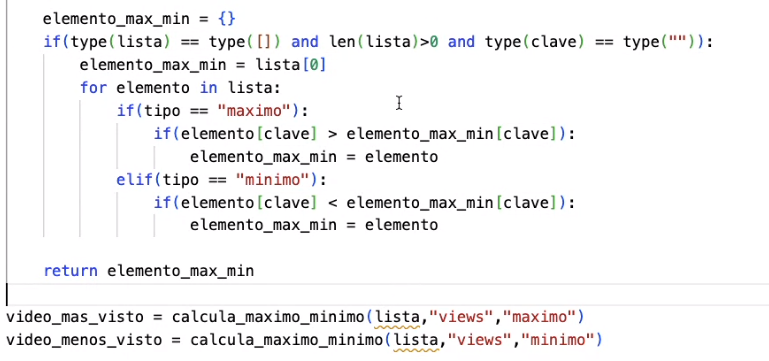 elemento_max_min = {}
if(type(lista) == type([]) and len(lista)>0 and type(clave) == type("")):
elemento_max_min = lista[0]
for elemento in lista:
if(tipo == "maximo"):
if(elemento[clave] > elemento_max_min[clave]):
elemento_max_min = elemento
elif(tipo == "minimo"):
if(elemento[clave] < elemento_max_min[clave]):
elemento_max_min = elemento
return elemento_max_min
video_mas_visto = calcula_maximo_minimo(lista,"views","maximo")
video_menos_visto = calcula_maximo_minimo(lista,"views","minimo")